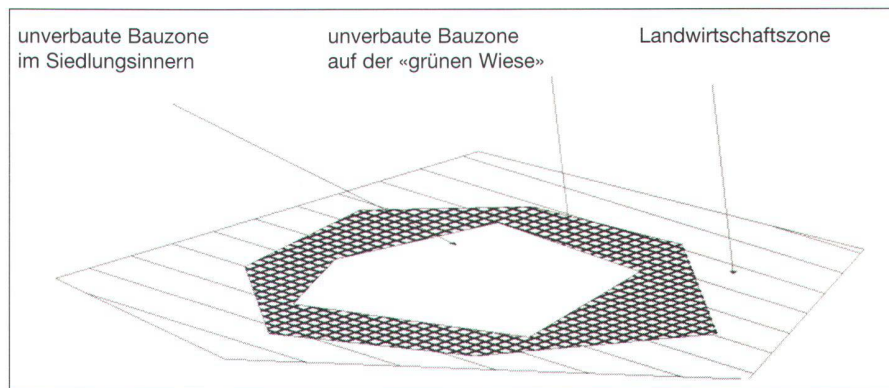 unverbaute Bauzone
im Siedlungsinnern
unverbaute Bauzone
auf der «grünen Wiese»
Landwirtschaftszone